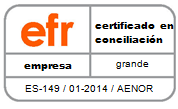 efr
certificado en
conciliación
empresa
grande
ES-149 / 01-2014 / AENOR